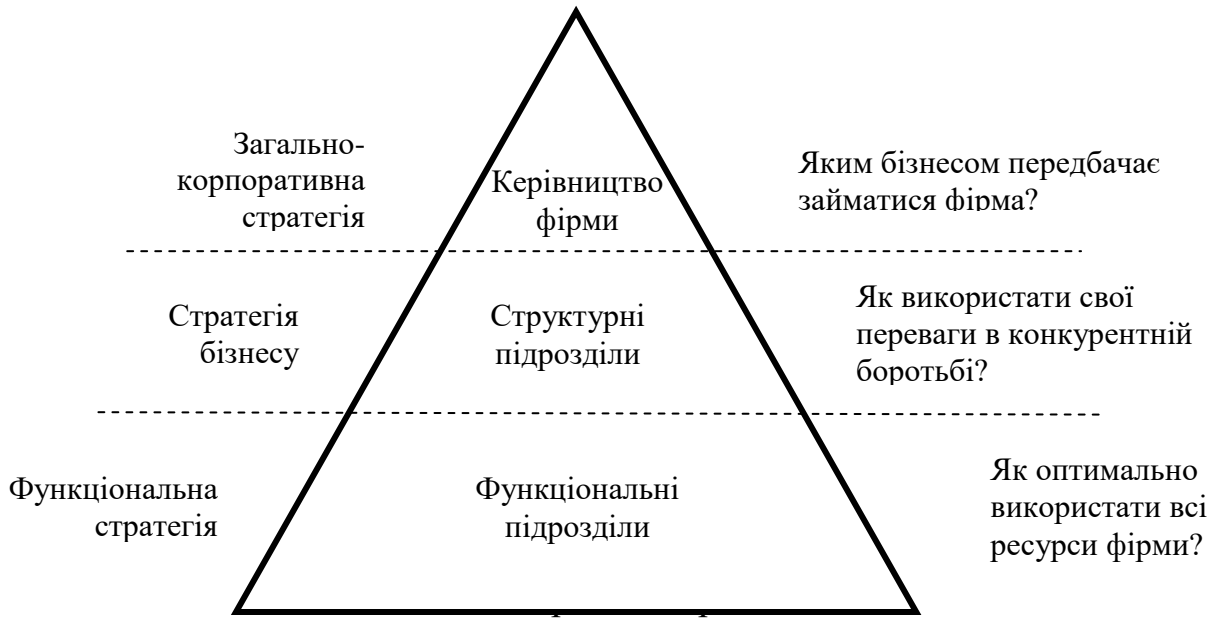 Загально-
корпоративна
стратегія
Керівництво
фірми
Яким бізнесом передбачає
займатися фірма?
Стратегія
бізнесу
Структурні
підрозділи
Як використати свої
переваги в конкурентній
боротьбі?
Функціональна
стратегія
Функціональні
підрозділи
Як оптимально
використати всі
ресурси фірми?